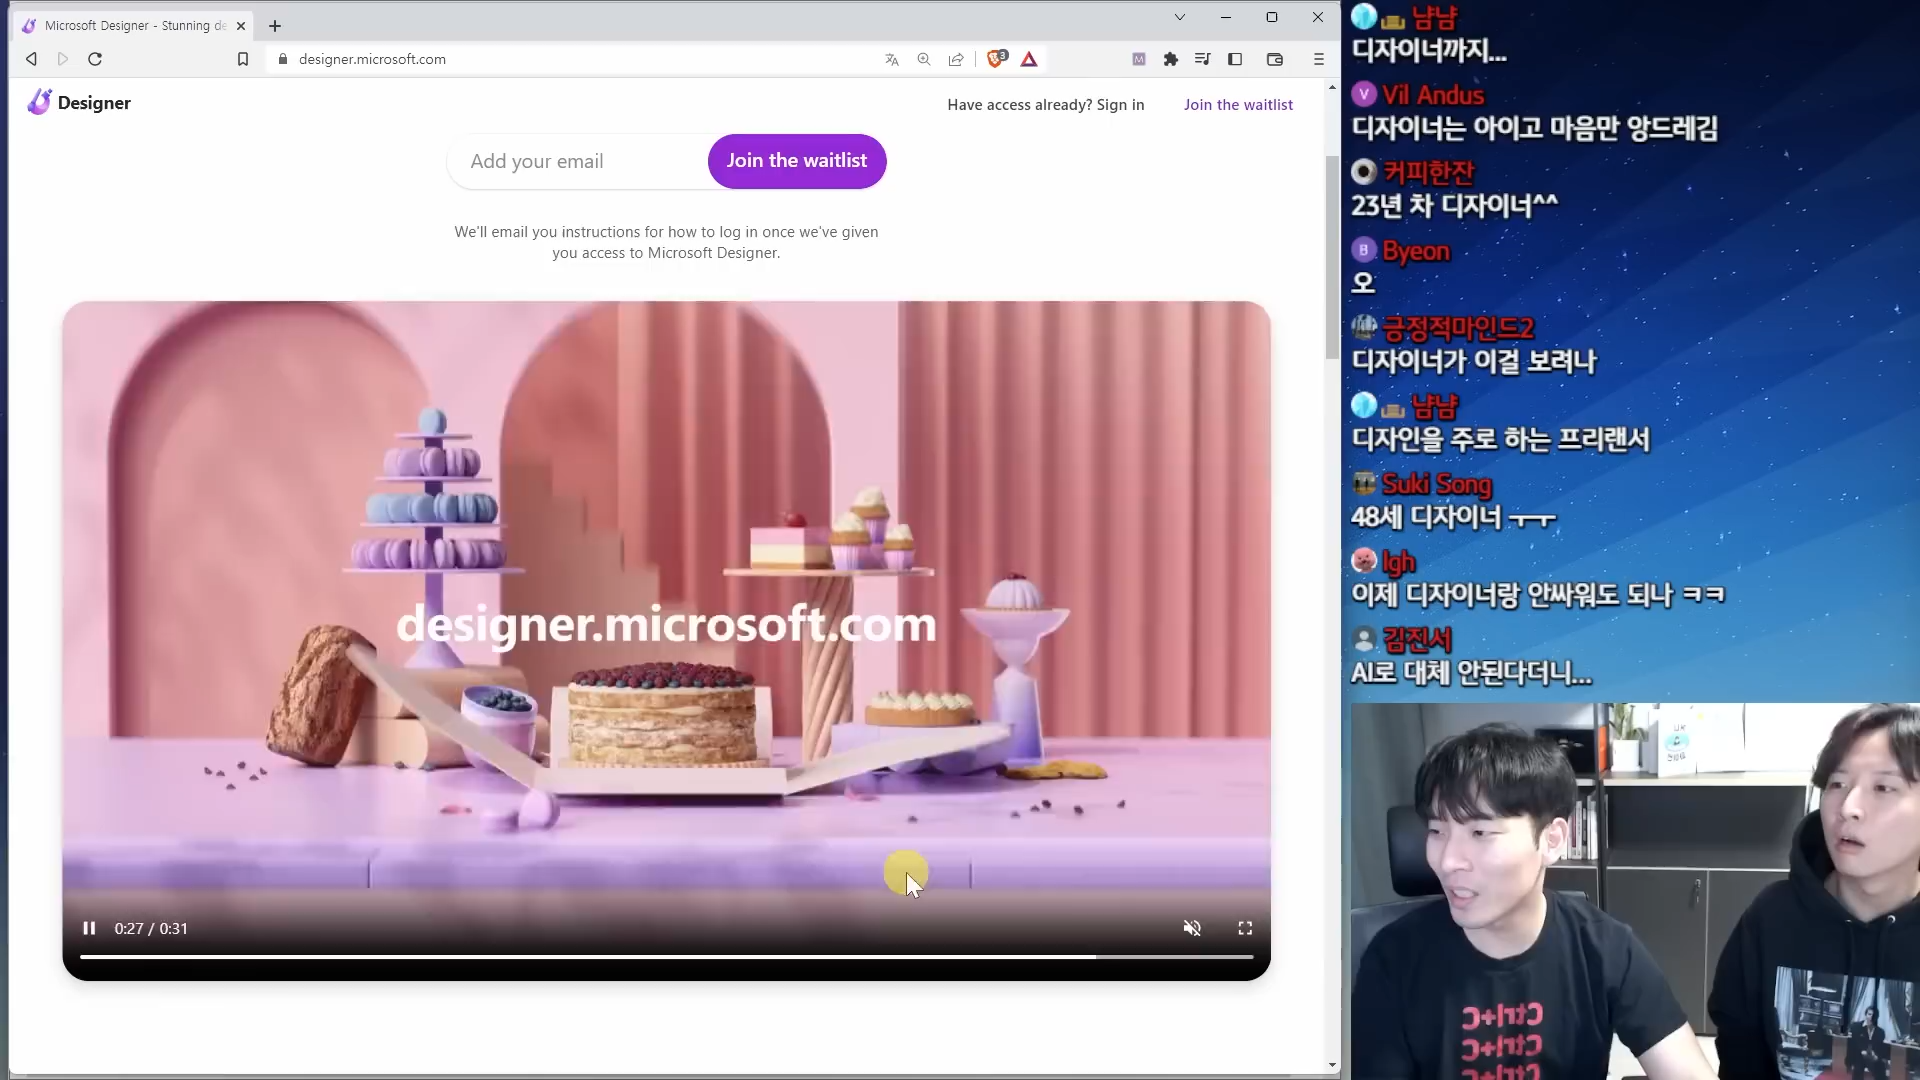 Microsoft Designer - Stunning de
designer.microsoft.com
3
M
Designer
Have access already? Sign in
Join the waitlist
Add your email
Join the waitlist
We'll email you instructions for how to log in once we've given
you access to Microsoft Designer.
designer.microsoft.com
0:27 / 0:31
냠냠
디자이너까지...
V
Vil Andus
디자이너는 아이고 마음만 앙드레김
커피한잔
23년 차 디자이너^^
B
Byeon
오
긍정적마인드2
디자이너가 이걸 보려나
냠냠
디자인을 주로 하는 프리랜서
Suki Song
48세 디자이너 ㅜㅜ
lgh
이제 디자이너랑 안싸워도 되나 ㅋㅋ
김진서
AI로 대체 안된다더니...
Ctrl+C
Ctrl+C
Ctrl+C